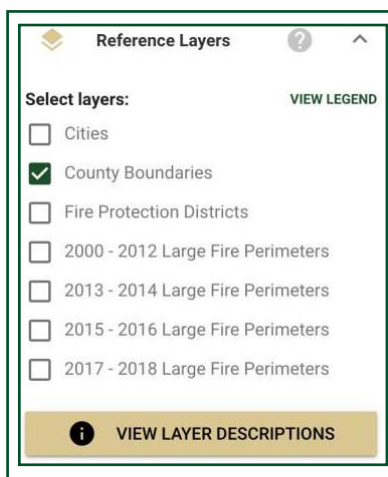 Reference Layers
Select layers: VIEW LEGEND
Cities
County Boundaries
Fire Protection Districts
2000 - 2012 Large Fire Perimeters
2013 - 2014 Large Fire Perimeters
2015 - 2016 Large Fire Perimeters
2017 - 2018 Large Fire Perimeters
VIEW LAYER DESCRIPTIONS